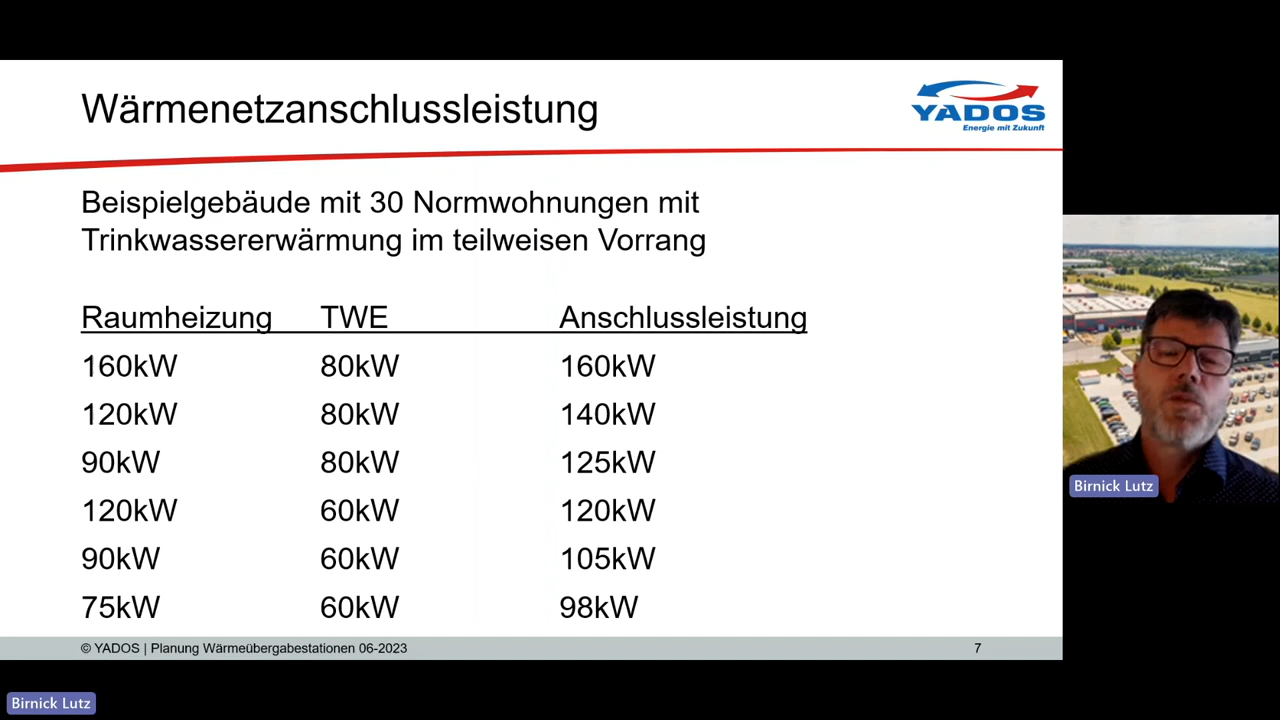 Wärmenetzanschlussleistung
YADOS
Energie mit Zukunft
Beispielgebäude mit 30 Normwohnungen mit
Trinkwassererwärmung im teilweisen Vorrang
Raumheizung TWE Anschlussleistung
160kW 80kW 160kW
120kW 80kW 140kW
90kW 80kW 125kW
120kW 60kW 120kW
90kW 60kW 105kW
75kW 60kW 98kW
© YADOS | Planung Wärmeübergabestationen 06-2023 7
Birnick Lutz
Birnick Lutz